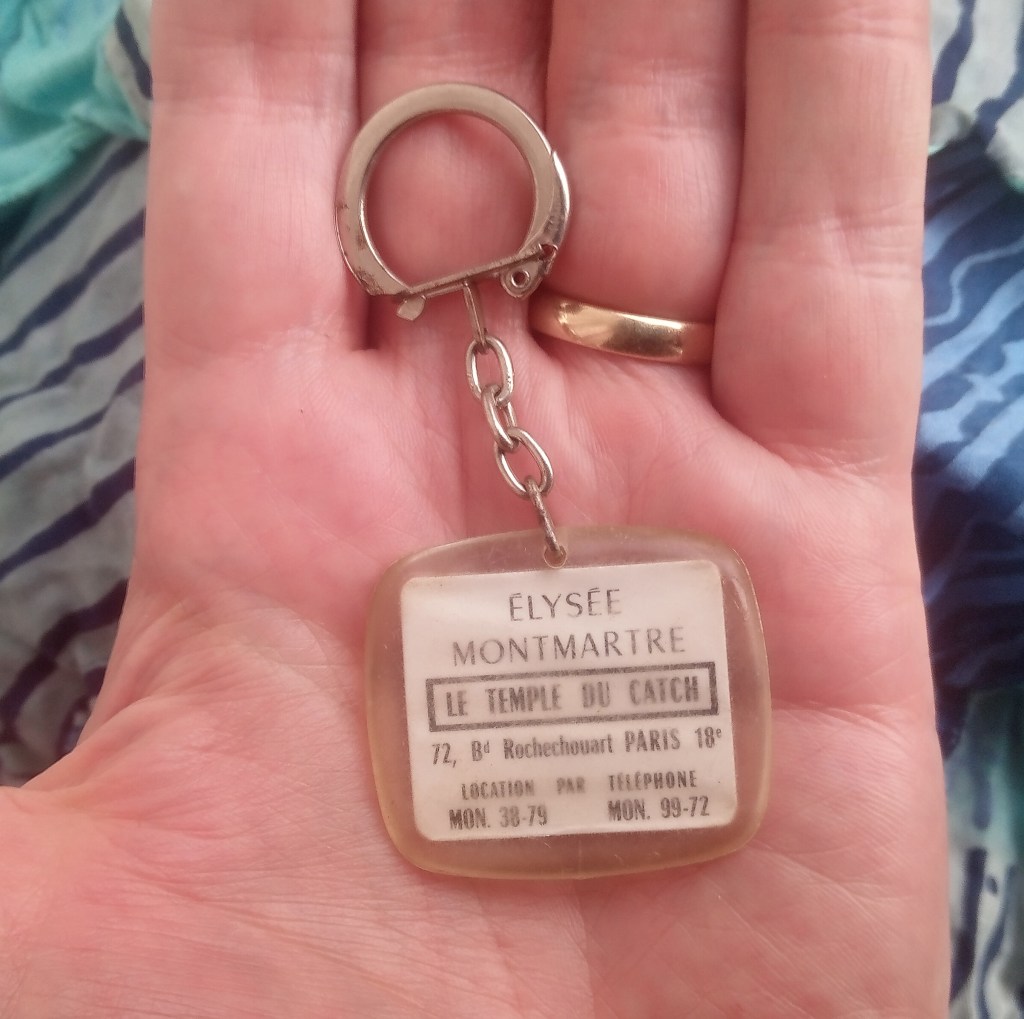 ÉLYSÉE
MONTMARTRE
LE TEMPLE DU CATCH
72, Bd Rochechouart PARIS 18e
LOCATION PAR TÉLÉPHONE
MON. 38-79 MON. 99-72